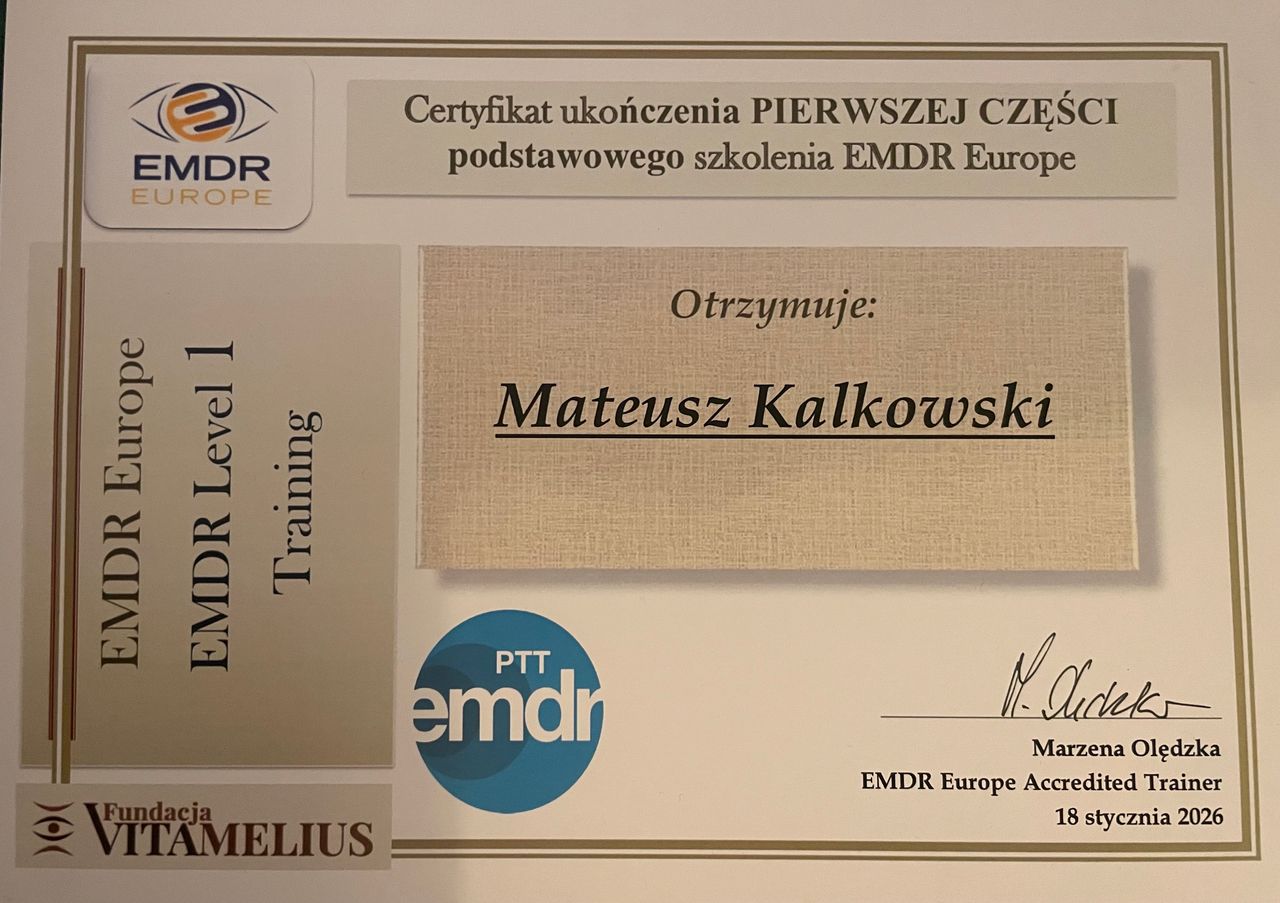 EMDR
EUROPE
Certyfikat ukończenia PIERWSZEJ CZĘŚCI
podstawowego szkolenia EMDR Europe
EMDR Europe
EMDR Level 1
Training
Otrzymuje:
Mateusz Kalkowski
PTT
emdr
M. Olędzka
Marzena Olędzka
EMDR Europe Accredited Trainer
18 stycznia 2026
Fundacja
VITAMELIUS